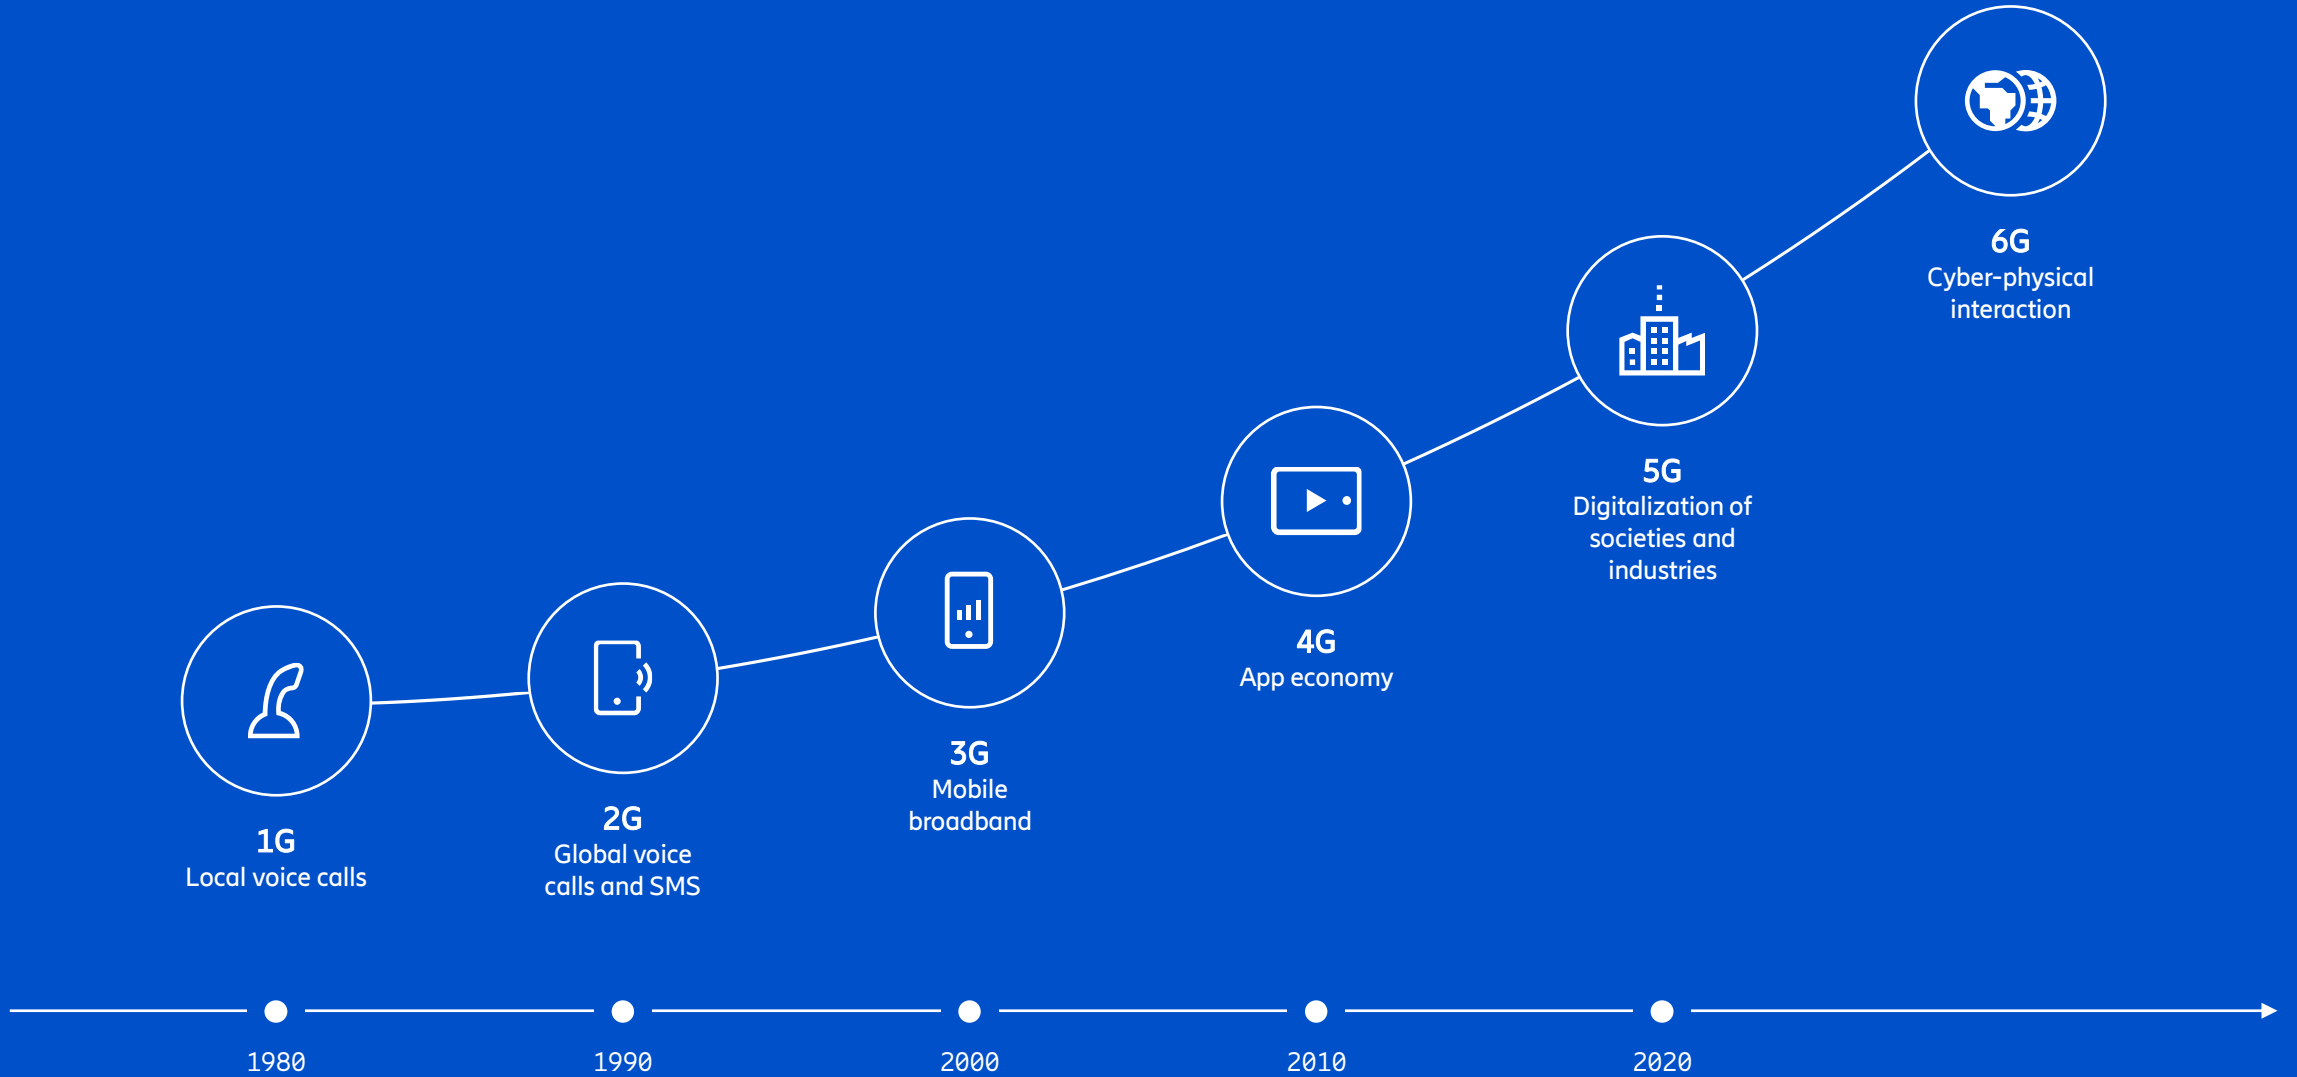 1G
Local voice calls
2G
Global voice
calls and SMS
3G
Mobile
broadband
4G
App economy
5G
Digitalization of
societies and
industries
6G
Cyber-physical
interaction
1980
1990
2000
2010
2020